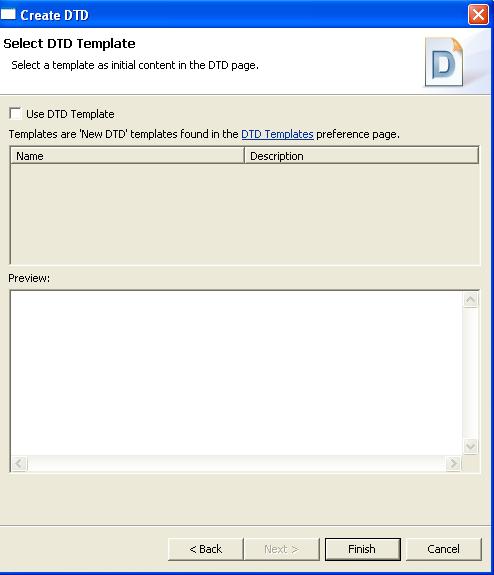 Create DTD
Select DTD Template
Select a template as initial content in the DTD page.
D
Use DTD Template
Templates are 'New DTD' templates found in the DTD Templates preference page.
Name Description
Preview:
< Back Next > Finish Cancel